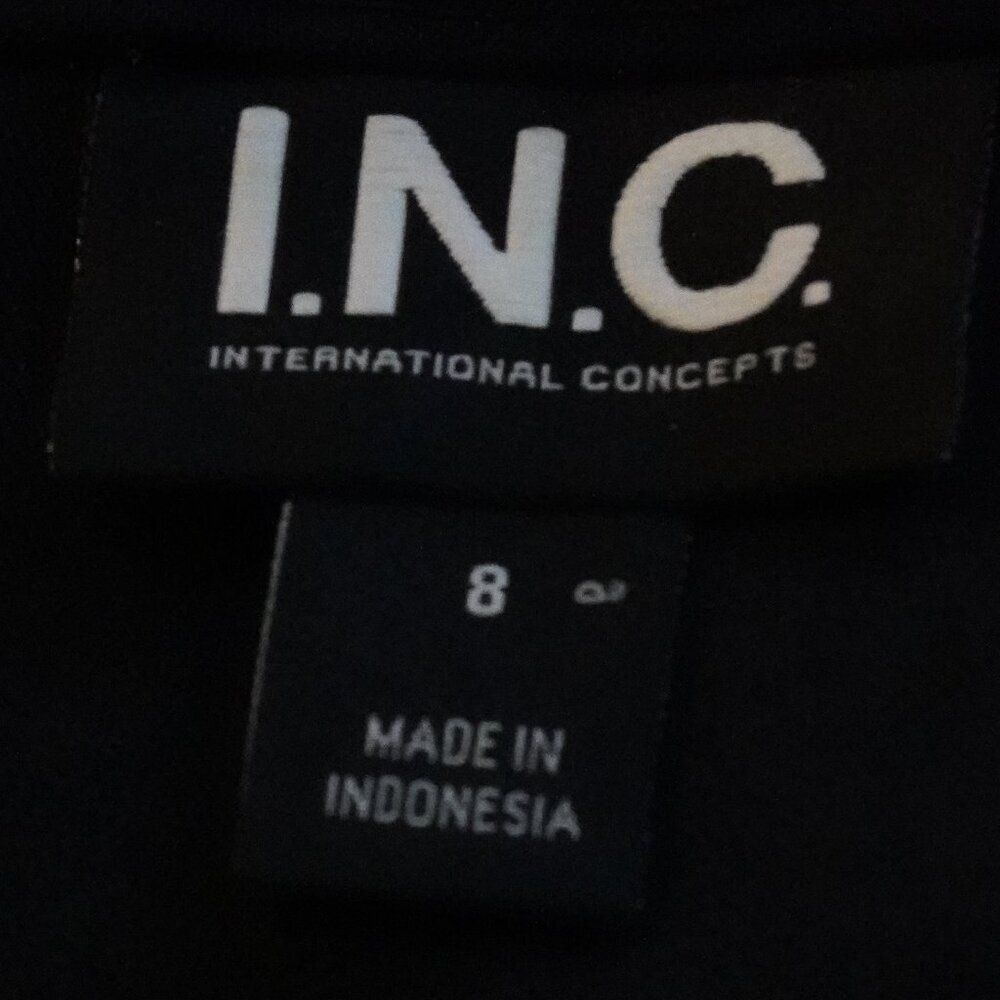 I.N.C.
INTERNATIONAL CONCEPTS
8
MADE IN
INDONESIA